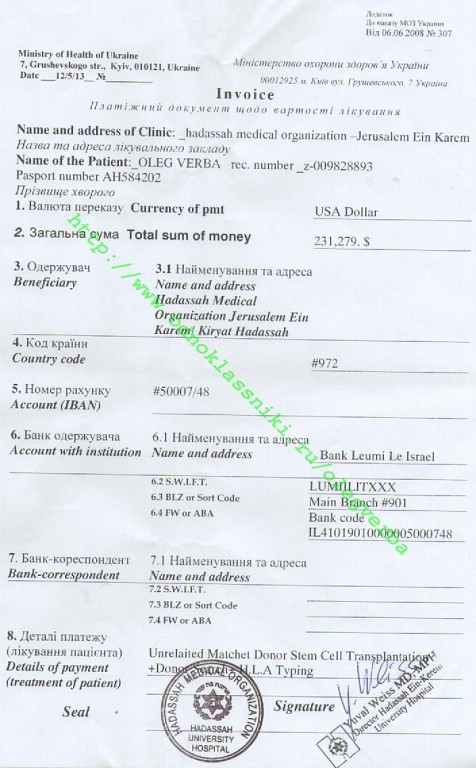 Додаток
До наказу МОЗ України
Від 06.06.2008 № 307
Ministry of Health of Ukraine
7, Grushevskogo str., Kyiv, 010121, Ukraine
Date ___12/5/13__ №________
Міністерство охорони здоров'я України
00012925 м. Київ вул. Грушевського, 7 Україна
Invoice
Платіжний документ щодо вартості лікування
Name and address of Clinic: _hadassah medical organization –Jerusalem Ein Karem
Назва та адреса лікувального закладу
Name of the Patient:_OLEG VERBA rec. number _z-009828893
Pasport number AH584202
Прізвище хворого
1. Валюта переказу Currency of pmt USA Dollar
2. Загальна сума Total sum of money 231,279. $
3. Одержувач 3.1 Найменування та адреса
Beneficiary Name and address
Hadassah Medical
Organization Jerusalem Ein
Karem/ Kiryat Hadassah
4. Код країни
Country code #972
5. Номер рахунку #50007/48
Account (IBAN)
6. Банк одержувача 6.1 Найменування та адреса
Account with institution Name and address Bank Leumi Le Israel
6.2 S.W.I.F.T. LUMIILITXXX
6.3 BLZ or Sort Code Main Branch #901
6.4 FW or ABA Bank code
IL410190100000005000748
7. Банк-кореспондент 7.1 Найменування та адреса
Bank-correspondent Name and address
7.2 S.W.I.F.T.
7.3 BLZ or Sort Code
7.4 FW or ABA
8. Деталі платежу
(лікування пацієнта) Unrelaited Matchet Donor Stem Cell Transplantation
Details of payment +Donor H.L.A Typing
(treatment of patient)
Seal Signature
HADASSAH MEDICAL ORGANIZATION
HADASSAH
UNIVERSITY
HOSPITAL
Y. Weiss
Yuval Weiss MD, MPH
Director Hadassah Ein Kerem
University Hospital
http://www.odnoklassniki.ru/olegverba